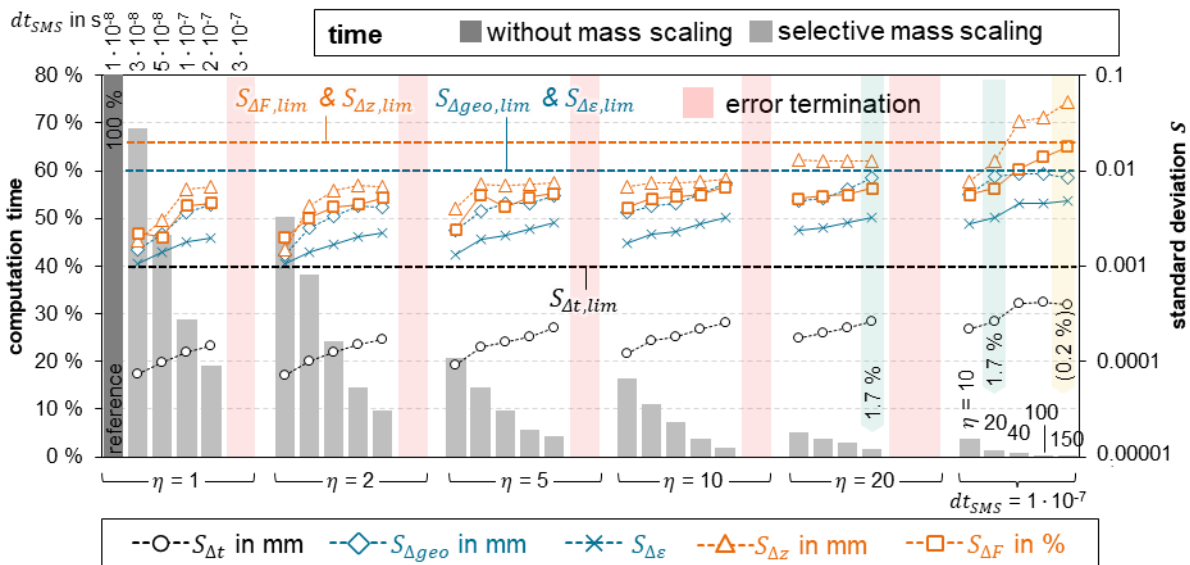 dt_SMS in s
1 · 10⁻⁸
3 · 10⁻⁸
5 · 10⁻⁸
1 · 10⁻⁷
2 · 10⁻⁷
3 · 10⁻⁷
time
without mass scaling
selective mass scaling
S_ΔF,lim & S_Δz,lim
S_Δgeo,lim & S_Δε,lim
error termination
S_Δt,lim
computation time
80 %
70 %
60 %
50 %
40 %
30 %
20 %
10 %
0 %
100 %
reference
1.7 %
1.7 %
(0.2 %)
η = 10
20
40
100
150
0.1
0.01
0.001
0.0001
0.00001
standard deviation S
η = 1
η = 2
η = 5
η = 10
η = 20
dt_SMS = 1 · 10⁻⁷
S_Δt in mm
S_Δgeo in mm
S_Δε
S_Δz in mm
S_ΔF in %